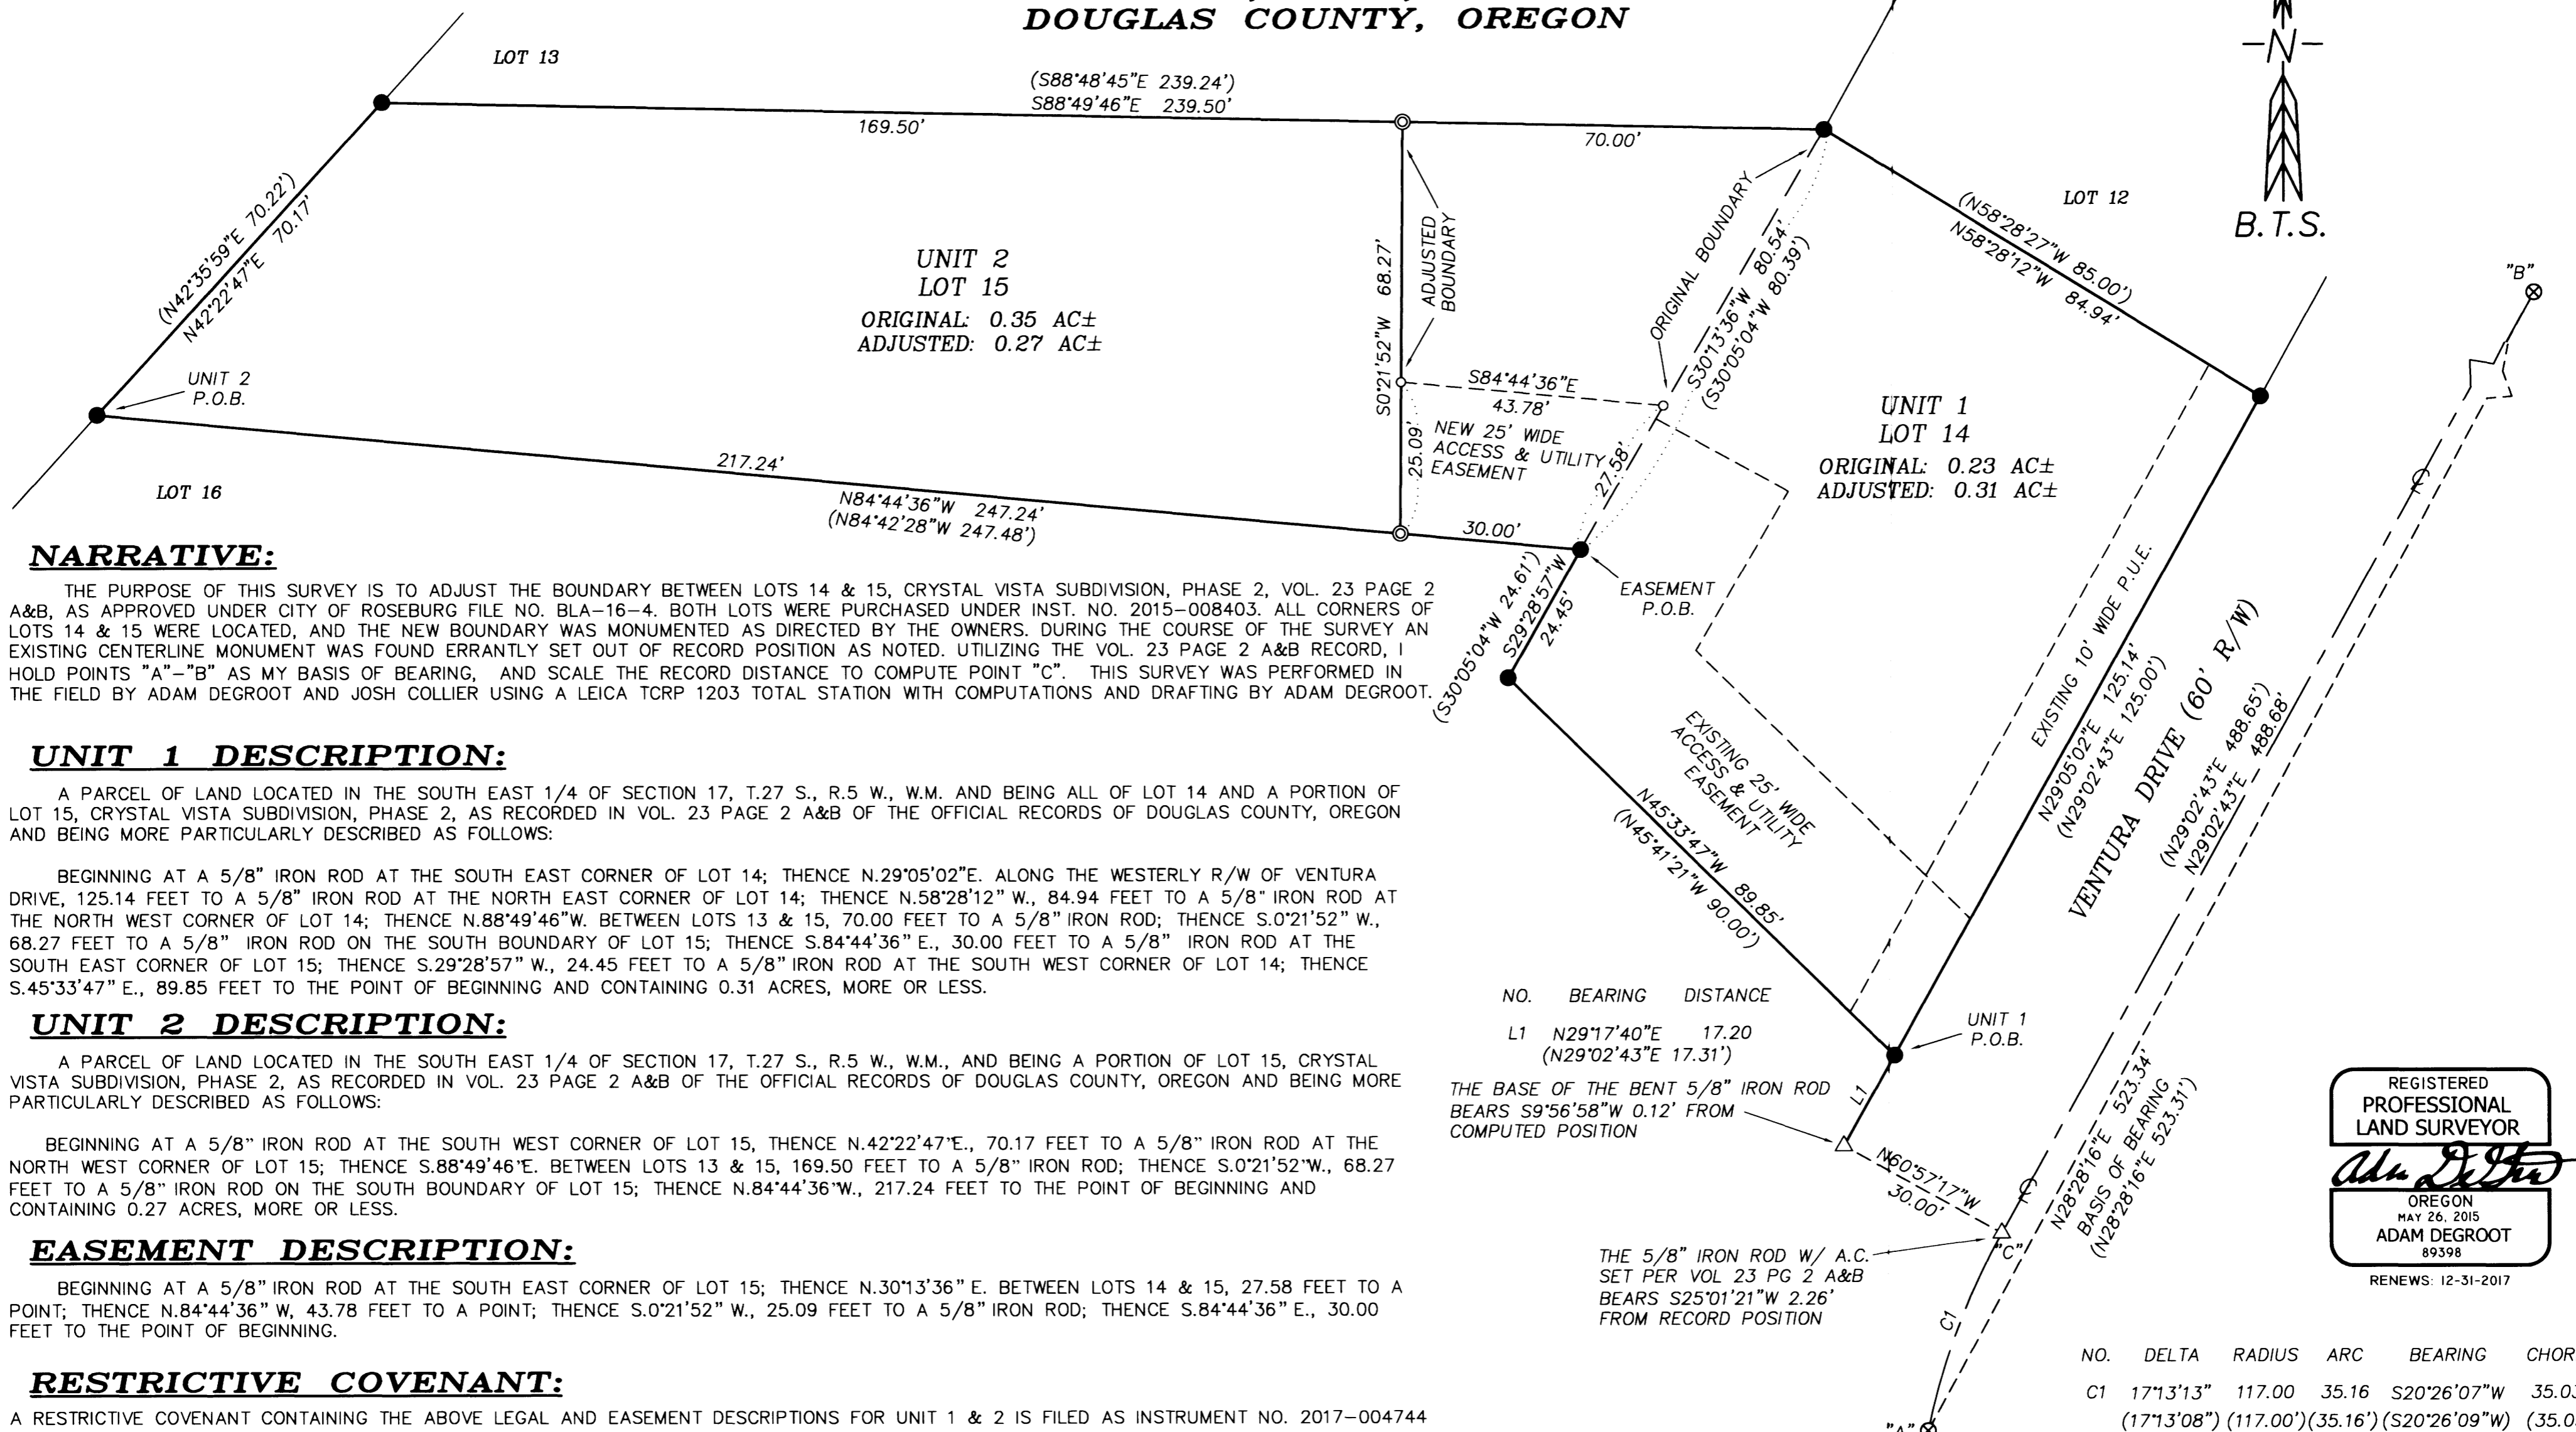 DOUGLAS COUNTY, OREGON
N
B.T.S.
LOT 13
(S88°48'45"E 239.24')
S88°49'46"E 239.50'
169.50'
70.00'
LOT 12
(N58°28'27"W 85.00')
N58°28'12"W 84.94'
"B"
(N42°35'59"E 70.22')
N42°22'47"E 70.17'
UNIT 2
LOT 15
ORIGINAL: 0.35 AC±
ADJUSTED: 0.27 AC±
S0°21'52"W 68.27'
ADJUSTED
BOUNDARY
ORIGINAL BOUNDARY
S30°13'36"W 80.54'
(S30°05'04"W 80.39')
UNIT 2
P.O.B.
S84°44'36"E
43.78'
25.09'
NEW 25' WIDE
ACCESS & UTILITY
EASEMENT
27.58'
UNIT 1
LOT 14
ORIGINAL: 0.23 AC±
ADJUSTED: 0.31 AC±
LOT 16
217.24'
N84°44'36"W 247.24'
(N84°42'28"W 247.48')
30.00'
EASEMENT
P.O.B.
(S30°05'04"W 24.61')
S29°28'57"W
24.45'
EXISTING 25' WIDE
ACCESS & UTILITY
EASEMENT
EXISTING 10' WIDE P.U.E.
N29°05'02"E 125.14'
(N29°02'43"E 125.00')
VENTURA DRIVE (60' R/W)
(N29°02'43"E 488.65')
N29°02'43"E 488.68'
N45°33'47"W 89.85'
(N45°41'21"W 90.00')
NARRATIVE:
THE PURPOSE OF THIS SURVEY IS TO ADJUST THE BOUNDARY BETWEEN LOTS 14 & 15, CRYSTAL VISTA SUBDIVISION, PHASE 2, VOL. 23 PAGE 2
A&B, AS APPROVED UNDER CITY OF ROSEBURG FILE NO. BLA-16-4. BOTH LOTS WERE PURCHASED UNDER INST. NO. 2015-008403. ALL CORNERS OF
LOTS 14 & 15 WERE LOCATED, AND THE NEW BOUNDARY WAS MONUMENTED AS DIRECTED BY THE OWNERS. DURING THE COURSE OF THE SURVEY AN
EXISTING CENTERLINE MONUMENT WAS FOUND ERRANTLY SET OUT OF RECORD POSITION AS NOTED. UTILIZING THE VOL. 23 PAGE 2 A&B RECORD, I
HOLD POINTS "A"-"B" AS MY BASIS OF BEARING, AND SCALE THE RECORD DISTANCE TO COMPUTE POINT "C". THIS SURVEY WAS PERFORMED IN
THE FIELD BY ADAM DEGROOT AND JOSH COLLIER USING A LEICA TCRP 1203 TOTAL STATION WITH COMPUTATIONS AND DRAFTING BY ADAM DEGROOT.
UNIT 1 DESCRIPTION:
A PARCEL OF LAND LOCATED IN THE SOUTH EAST 1/4 OF SECTION 17, T.27 S., R.5 W., W.M. AND BEING ALL OF LOT 14 AND A PORTION OF
LOT 15, CRYSTAL VISTA SUBDIVISION, PHASE 2, AS RECORDED IN VOL. 23 PAGE 2 A&B OF THE OFFICIAL RECORDS OF DOUGLAS COUNTY, OREGON
AND BEING MORE PARTICULARLY DESCRIBED AS FOLLOWS:
BEGINNING AT A 5/8" IRON ROD AT THE SOUTH EAST CORNER OF LOT 14; THENCE N.29°05'02"E. ALONG THE WESTERLY R/W OF VENTURA
DRIVE, 125.14 FEET TO A 5/8" IRON ROD AT THE NORTH EAST CORNER OF LOT 14; THENCE N.58°28'12" W., 84.94 FEET TO A 5/8" IRON ROD AT
THE NORTH WEST CORNER OF LOT 14; THENCE N.88°49'46"W. BETWEEN LOTS 13 & 15, 70.00 FEET TO A 5/8" IRON ROD; THENCE S.0°21'52" W.,
68.27 FEET TO A 5/8" IRON ROD ON THE SOUTH BOUNDARY OF LOT 15; THENCE S.84°44'36" E., 30.00 FEET TO A 5/8" IRON ROD AT THE
SOUTH EAST CORNER OF LOT 15; THENCE S.29°28'57" W., 24.45 FEET TO A 5/8" IRON ROD AT THE SOUTH WEST CORNER OF LOT 14; THENCE
S.45°33'47" E., 89.85 FEET TO THE POINT OF BEGINNING AND CONTAINING 0.31 ACRES, MORE OR LESS.
UNIT 2 DESCRIPTION:
A PARCEL OF LAND LOCATED IN THE SOUTH EAST 1/4 OF SECTION 17, T.27 S., R.5 W., W.M., AND BEING A PORTION OF LOT 15, CRYSTAL
VISTA SUBDIVISION, PHASE 2, AS RECORDED IN VOL. 23 PAGE 2 A&B OF THE OFFICIAL RECORDS OF DOUGLAS COUNTY, OREGON AND BEING MORE
PARTICULARLY DESCRIBED AS FOLLOWS:
BEGINNING AT A 5/8" IRON ROD AT THE SOUTH WEST CORNER OF LOT 15, THENCE N.42°22'47"E., 70.17 FEET TO A 5/8" IRON ROD AT THE
NORTH WEST CORNER OF LOT 15; THENCE S.88°49'46"E. BETWEEN LOTS 13 & 15, 169.50 FEET TO A 5/8" IRON ROD; THENCE S.0°21'52"W., 68.27
FEET TO A 5/8" IRON ROD ON THE SOUTH BOUNDARY OF LOT 15; THENCE N.84°44'36"W., 217.24 FEET TO THE POINT OF BEGINNING AND
CONTAINING 0.27 ACRES, MORE OR LESS.
EASEMENT DESCRIPTION:
BEGINNING AT A 5/8" IRON ROD AT THE SOUTH EAST CORNER OF LOT 15; THENCE N.30°13'36" E. BETWEEN LOTS 14 & 15, 27.58 FEET TO A
POINT; THENCE N.84°44'36" W, 43.78 FEET TO A POINT; THENCE S.0°21'52" W., 25.09 FEET TO A 5/8" IRON ROD; THENCE S.84°44'36" E., 30.00
FEET TO THE POINT OF BEGINNING.
RESTRICTIVE COVENANT:
A RESTRICTIVE COVENANT CONTAINING THE ABOVE LEGAL AND EASEMENT DESCRIPTIONS FOR UNIT 1 & 2 IS FILED AS INSTRUMENT NO. 2017-004744
NO. BEARING DISTANCE
L1 N29°17'40"E 17.20
(N29°02'43"E 17.31')
THE BASE OF THE BENT 5/8" IRON ROD
BEARS S9°56'58"W 0.12' FROM
COMPUTED POSITION
UNIT 1
P.O.B.
L1
N60°57'17"W
30.00'
"C"
THE 5/8" IRON ROD W/ A.C.
SET PER VOL 23 PG 2 A&B
BEARS S25°01'21"W 2.26'
FROM RECORD POSITION
N28°28'16"E 523.34'
BASIS OF BEARING
(N28°28'16"E 523.31')
C1
"A"
REGISTERED
PROFESSIONAL
LAND SURVEYOR
OREGON
MAY 26, 2015
ADAM DEGROOT
89398
RENEWS: 12-31-2017
NO. DELTA RADIUS ARC BEARING CHOR
C1 17°13'13" 117.00 35.16 S20°26'07"W 35.03
(17°13'08") (117.00') (35.16') (S20°26'09"W) (35.0